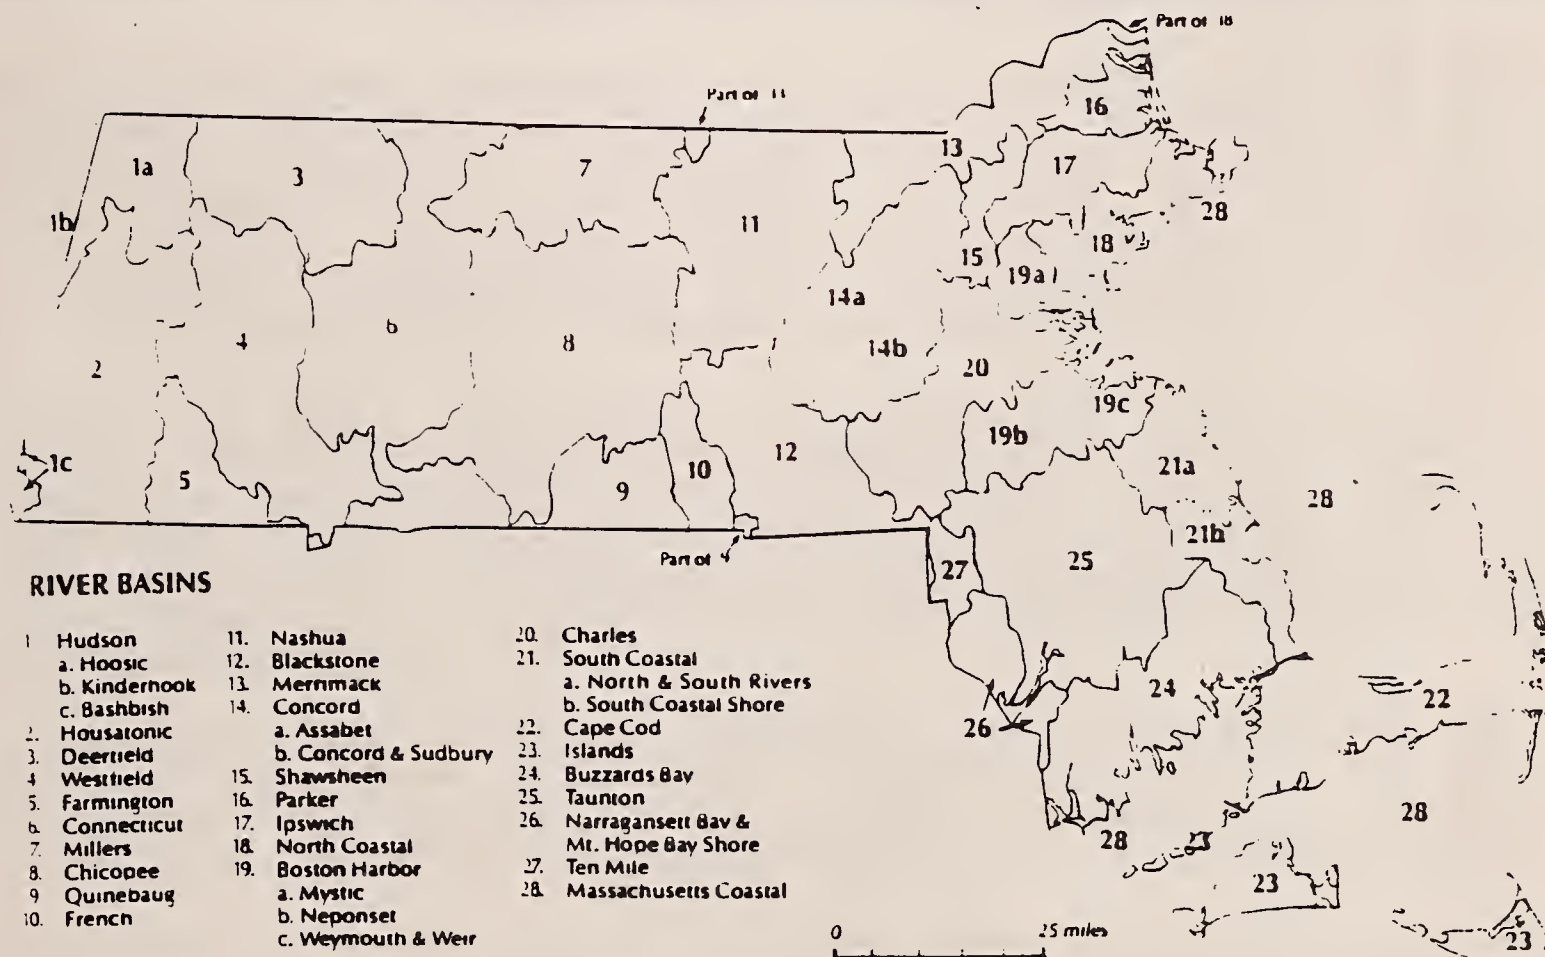 Part of 18
16
Part of 11
13
1a
3
7
17
1b
11
28
18
15
19a
14a
6
4
8
14b
2
20
19c
19b
12
1c
21a
10
5
9
28
21b
Part of 9
25
27
RIVER BASINS
1 Hudson
a. Hoosic
b. Kinderhook
c. Bashbish
2. Housatonic
3. Deerfield
4 Westfield
5. Farmington
6. Connecticut
7. Millers
8. Chicopee
9 Quinebaug
10. French
11. Nashua
12. Blackstone
13. Merrimack
14. Concord
a. Assabet
b. Concord & Sudbury
15. Shawsheen
16. Parker
17. Ipswich
18. North Coastal
19. Boston Harbor
a. Mystic
b. Neponset
c. Weymouth & Weir
20. Charles
21. South Coastal
a. North & South Rivers
b. South Coastal Shore
22. Cape Cod
23. Islands
24. Buzzards Bay
25. Taunton
26. Narragansett Bay &
Mt. Hope Bay Shore
27. Ten Mile
28. Massachusetts Coastal
24
22
26
28
28
23
23
0 25 miles
23